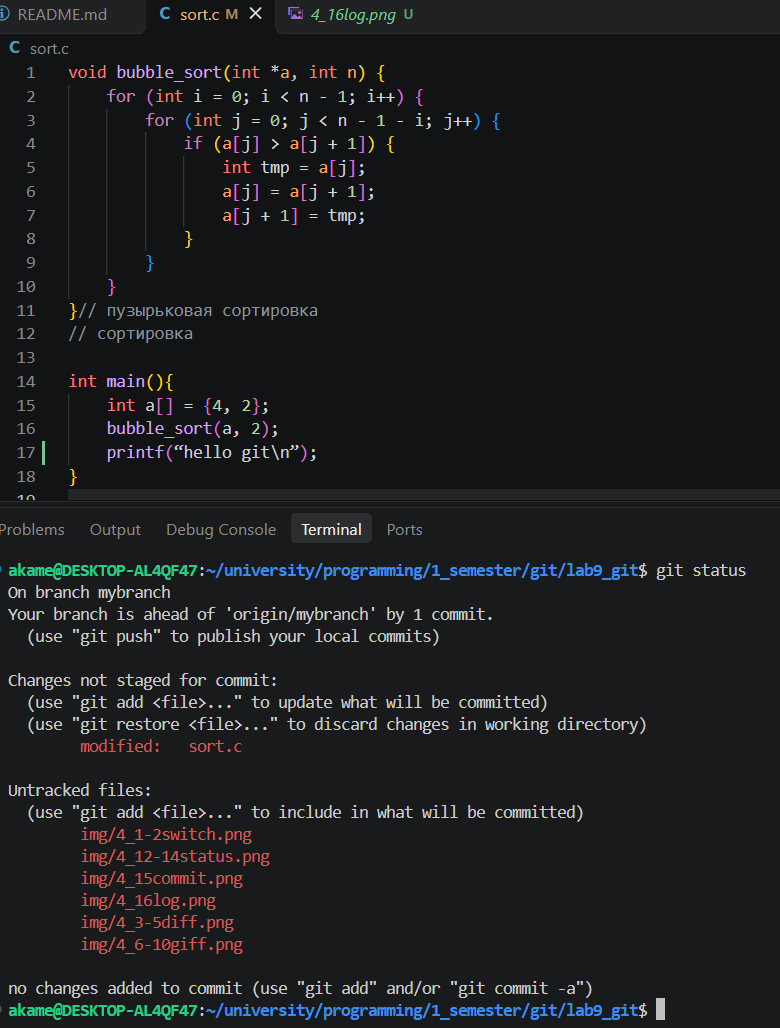 README.md
C sort.c M ✕
4_16log.png U
C sort.c
1 void bubble_sort(int *a, int n) {
2     for (int i = 0; i < n - 1; i++) {
3         for (int j = 0; j < n - 1 - i; j++) {
4             if (a[j] > a[j + 1]) {
5                 int tmp = a[j];
6                 a[j] = a[j + 1];
7                 a[j + 1] = tmp;
8             }
9         }
10     }
11 }// пузырьковая сортировка
12 // сортировка
13
14 int main(){
15     int a[] = {4, 2};
16     bubble_sort(a, 2);
17     printf(“hello git\n”);
18 }
19
Problems Output Debug Console Terminal Ports
akame@DESKTOP-AL4QF47:~/university/programming/1_semester/git/lab9_git$ git status
On branch mybranch
Your branch is ahead of 'origin/mybranch' by 1 commit.
  (use "git push" to publish your local commits)
Changes not staged for commit:
  (use "git add <file>..." to update what will be committed)
  (use "git restore <file>..." to discard changes in working directory)
        modified:   sort.c
Untracked files:
  (use "git add <file>..." to include in what will be committed)
        img/4_1-2switch.png
        img/4_12-14status.png
        img/4_15commit.png
        img/4_16log.png
        img/4_3-5diff.png
        img/4_6-10giff.png
no changes added to commit (use "git add" and/or "git commit -a")
akame@DESKTOP-AL4QF47:~/university/programming/1_semester/git/lab9_git$